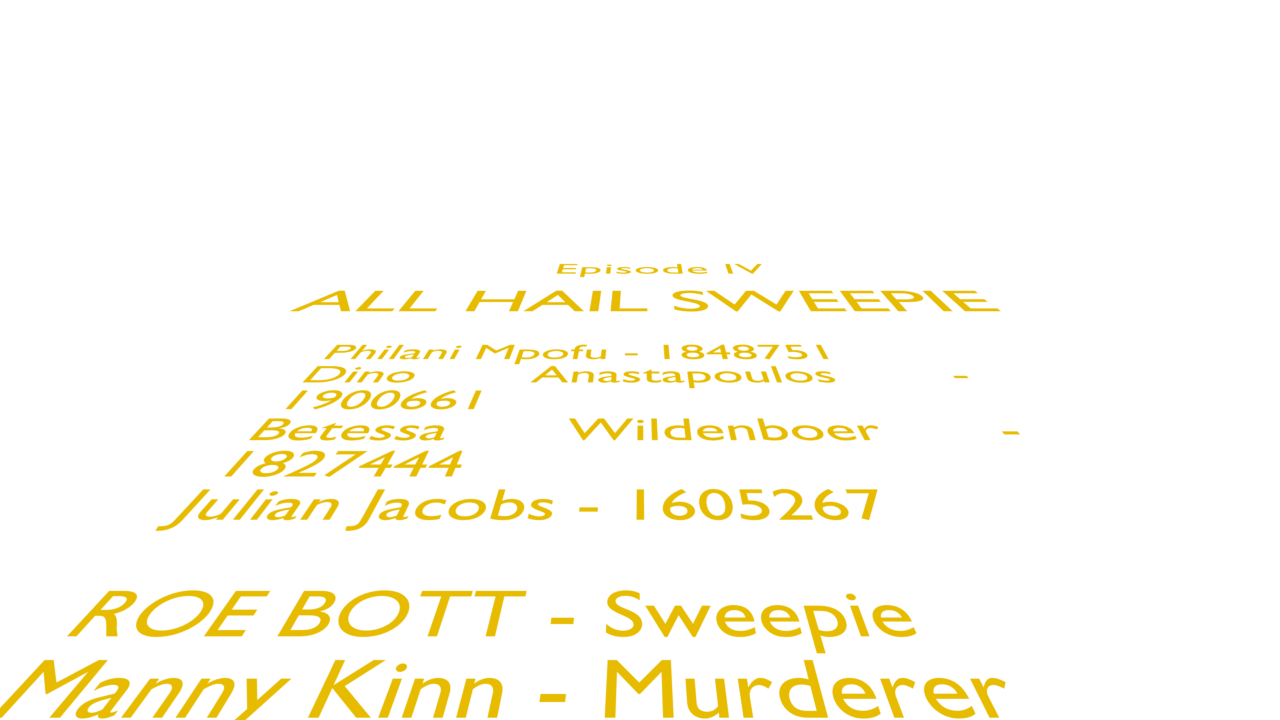 Episode IV
ALL HAIL SWEEPIE
Philani Mpofu - 1848751
Dino Anastapoulos -
1900661
Betessa Wildenboer -
1827444
Julian Jacobs - 1605267
ROE BOTT - Sweepie
Manny Kinn - Murderer